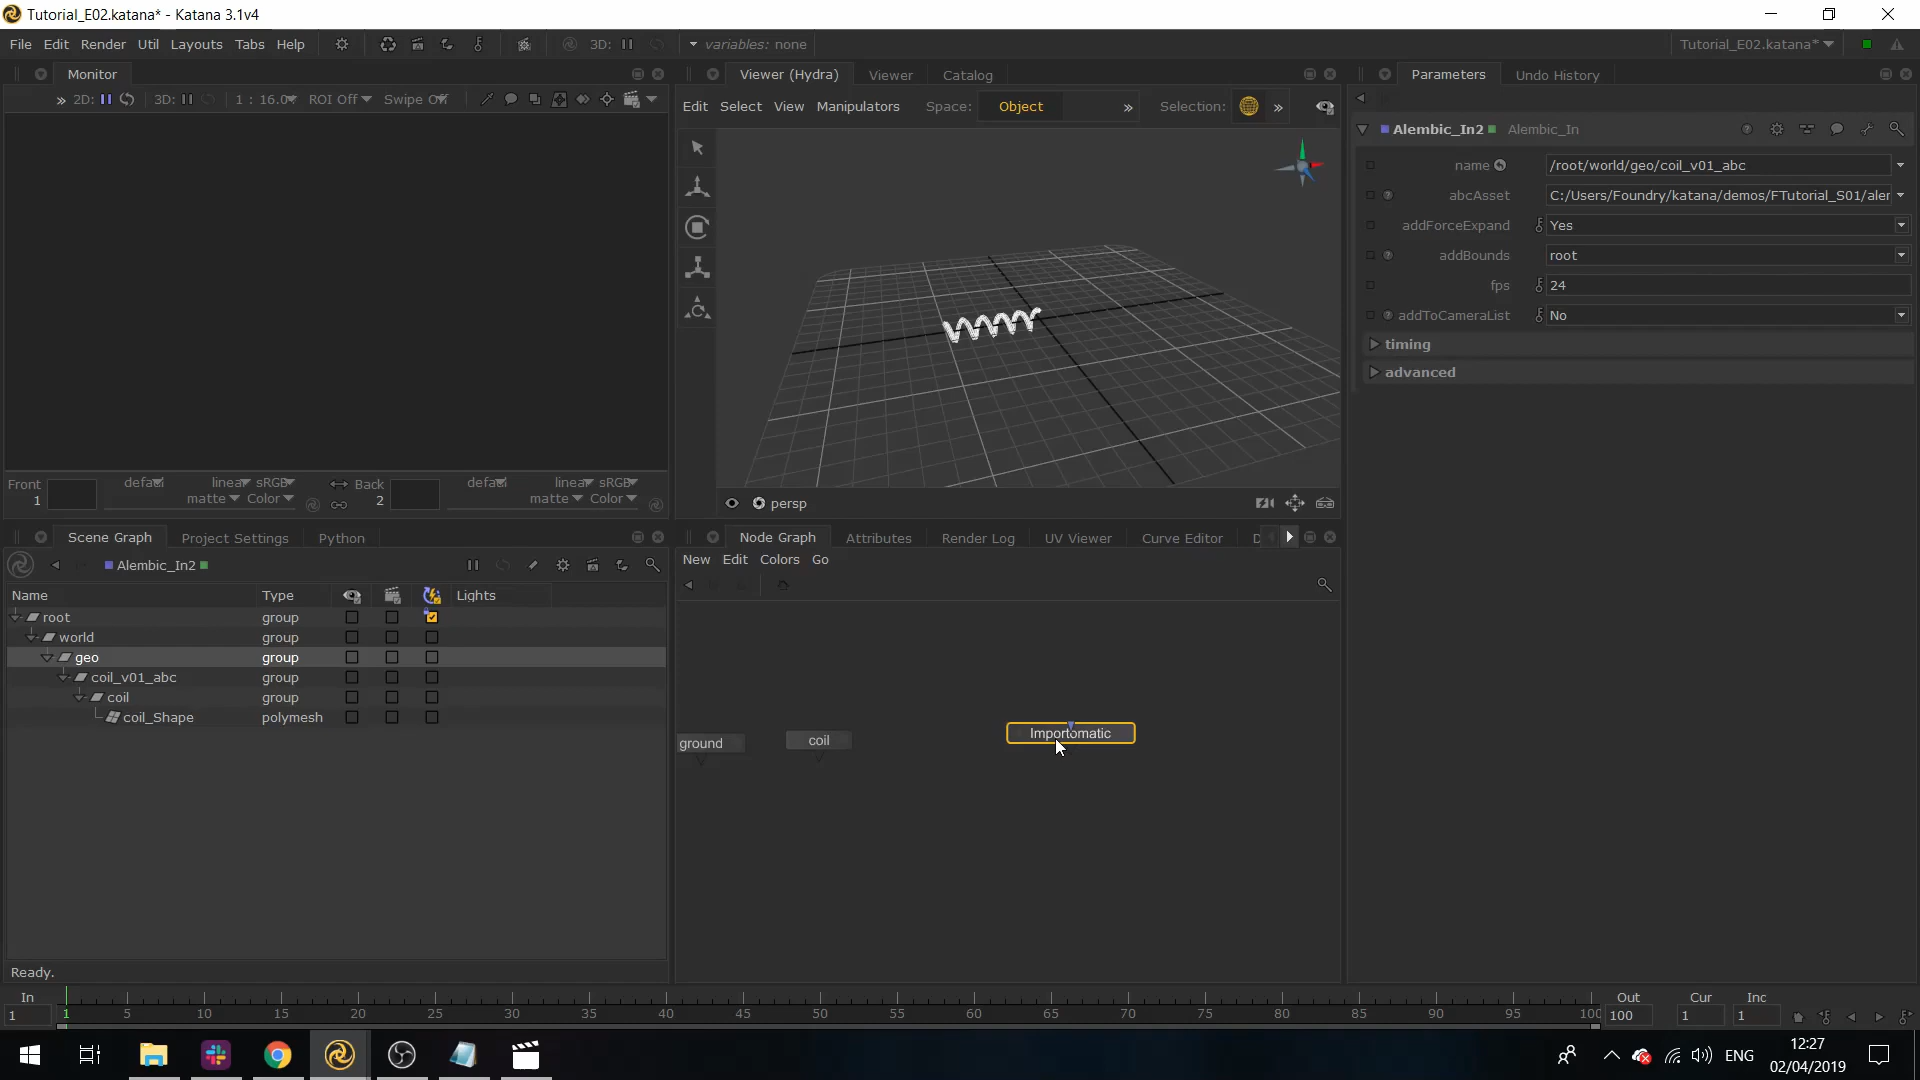 Tutorial_E02.katana* - Katana 3.1v4
File Edit Render Util Layouts Tabs Help 3D: variables: none Tutorial_E02.katana*
Monitor
2D: 3D: 1 : 16.0 ROI Off Swipe Off
Front
1
default linear sRGB
matte Color
Back
2
default linear sRGB
matte Color
Viewer (Hydra) Viewer Catalog
Edit Select View Manipulators Space: Object » Selection: »
persp
Parameters Undo History
Alembic_In2 Alembic_In
name /root/world/geo/coil_v01_abc
abcAsset C:/Users/Foundry/katana/demos/FTutorial_S01/aler
addForceExpand Yes
addBounds root
fps 24
addToCameraList No
timing
advanced
Scene Graph Project Settings Python
Alembic_In2
Name Type Lights
root group
world group
geo group
coil_v01_abc group
coil group
coil_Shape polymesh
Ready.
Node Graph Attributes Render Log UV Viewer Curve Editor D
New Edit Colors Go
ground coil Importomatic
In
1
1 5 10 15 20 25 30 35 40 45 50 55 60 65 70 75 80 85 90 95 100
Out Cur Inc
100 1 1
ENG
12:27
02/04/2019